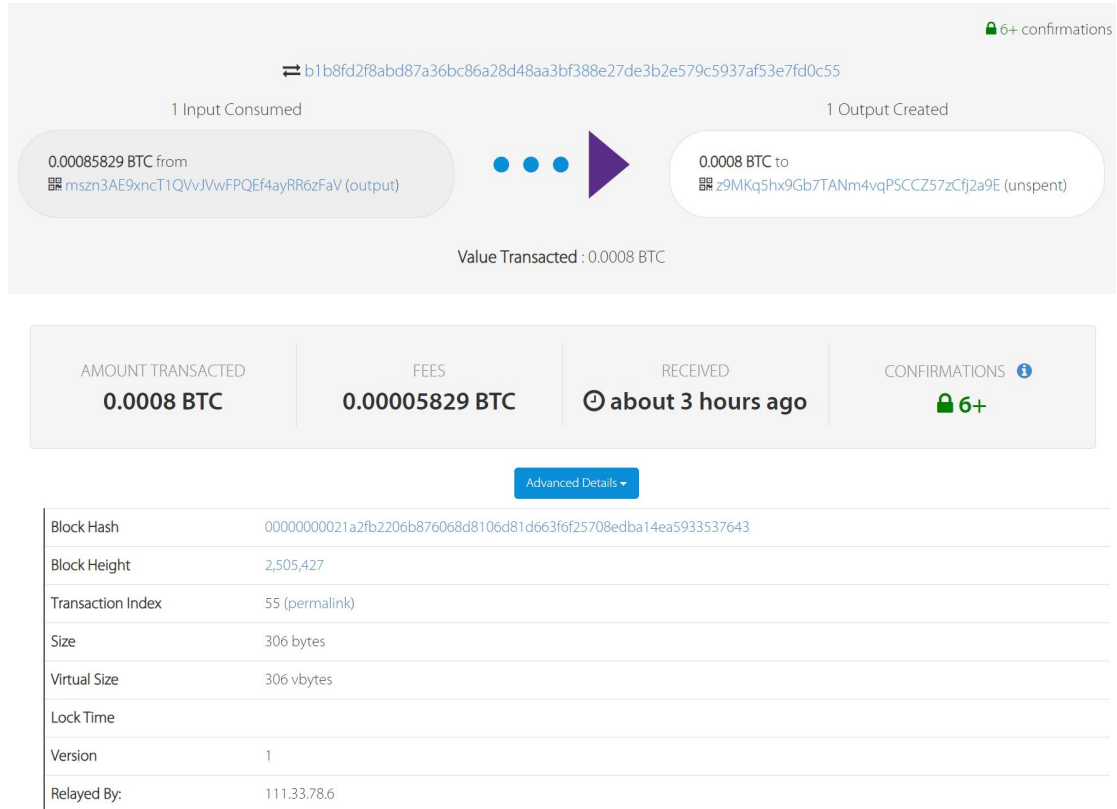 6+ confirmations
b1b8fd2f8abd87a36bc86a28d48aa3bf388e27de3b2e579c5937af53e7fd0c55
1 Input Consumed
1 Output Created
0.00085829 BTC from
mszn3AE9xncT1QVvJVwFPQEf4ayRR6zFaV (output)
0.0008 BTC to
z9MKq5hx9Gb7TANm4vqPSCCZ57zCfj2a9E (unspent)
Value Transacted : 0.0008 BTC
AMOUNT TRANSACTED
0.0008 BTC
FEES
0.00005829 BTC
RECEIVED
about 3 hours ago
CONFIRMATIONS
6+
Advanced Details
Block Hash 00000000021a2fb2206b876068d8106d81d663f6f25708edba14ea5933537643
Block Height 2,505,427
Transaction Index 55 (permalink)
Size 306 bytes
Virtual Size 306 vbytes
Lock Time
Version 1
Relayed By: 111.33.78.6